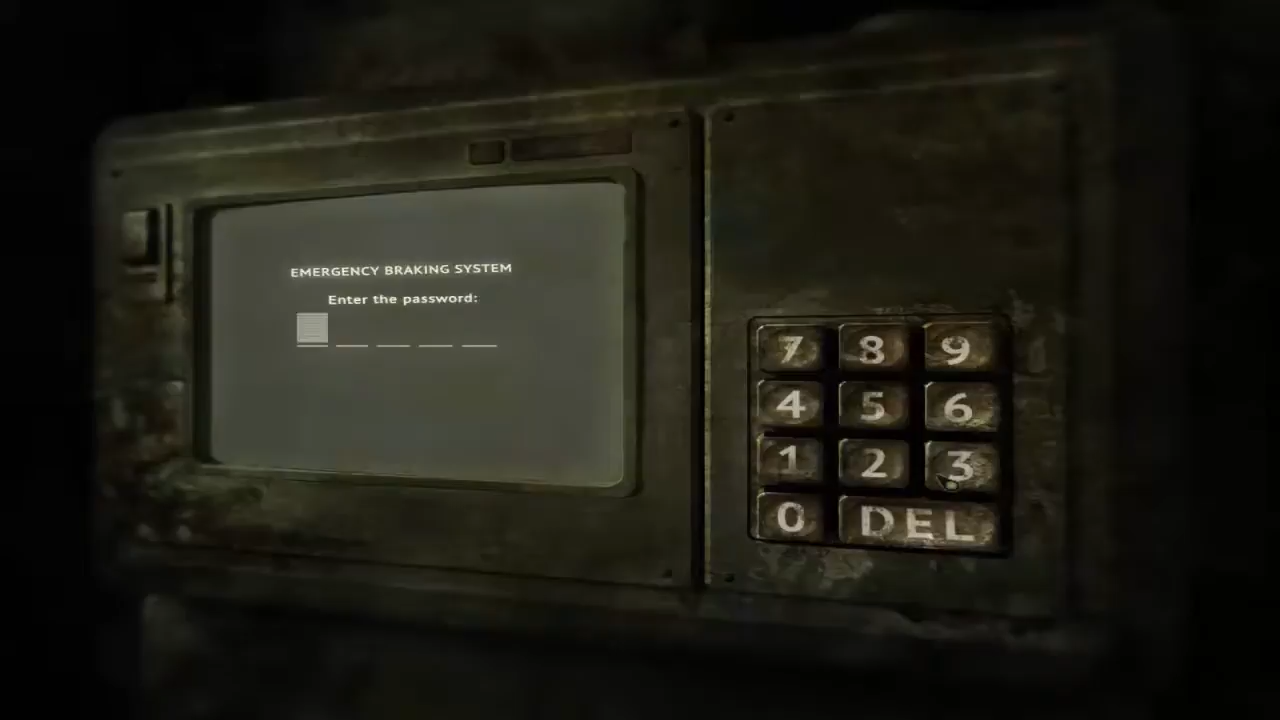 EMERGENCY BRAKING SYSTEM
Enter the password:
7 8 9
4 5 6
1 2 3
0 DEL